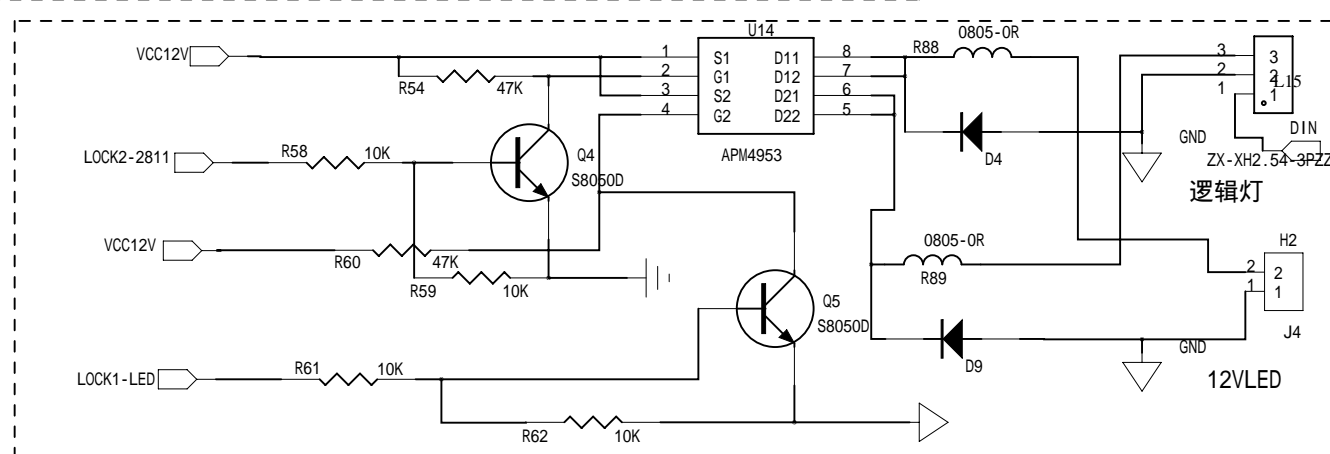 U14
0805-0R
VCC12V
1
S1
D11
8
R88
3
3
2
G1
D12
7
2
2
R54
47K
3
S2
D21
6
L15
1
1
4
G2
D22
5
DIN
GND
LOCK2-2811
R58
10K
Q4
APM4953
D4
ZX-XH2.54-3PZZ
S8050D
逻辑灯
VCC12V
0805-0R
H2
R60
47K
2
2
R59
10K
R89
1
1
Q5
S8050D
J4
GND
D9
LOCK1-LED
R61
10K
12VLED
R62
10K